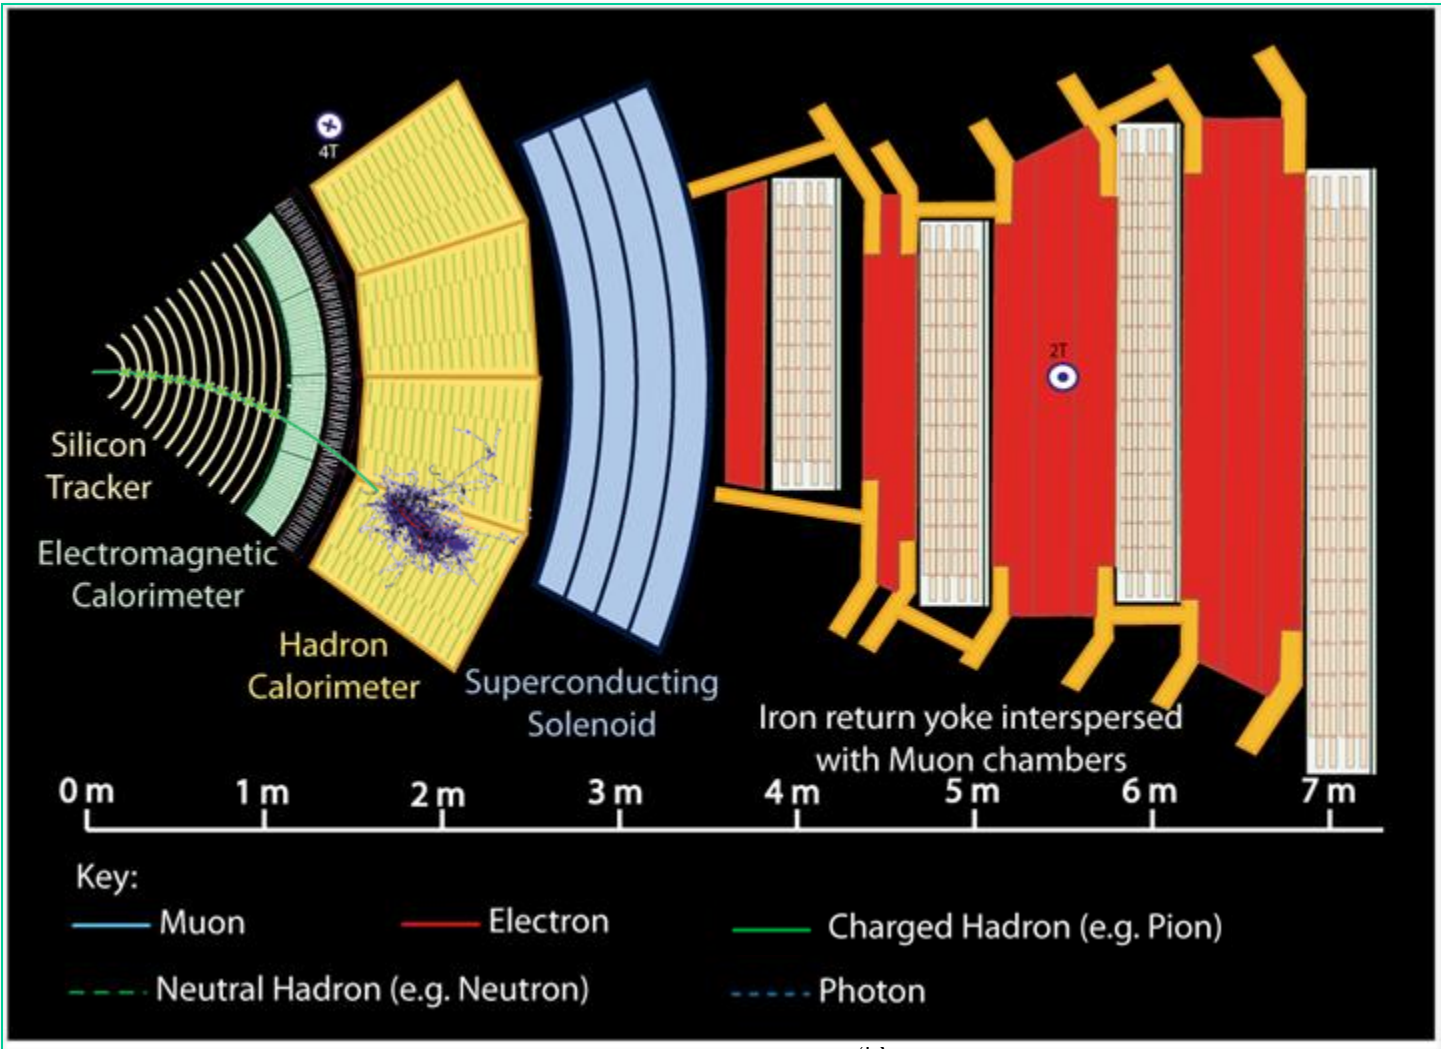 4T
2T
Silicon
Tracker
Electromagnetic
Calorimeter
Hadron
Calorimeter
Superconducting
Solenoid
Iron return yoke interspersed
with Muon chambers
0 m 1 m 2 m 3 m 4 m 5 m 6 m 7 m
Key:
Muon Electron Charged Hadron (e.g. Pion)
Neutral Hadron (e.g. Neutron) Photon